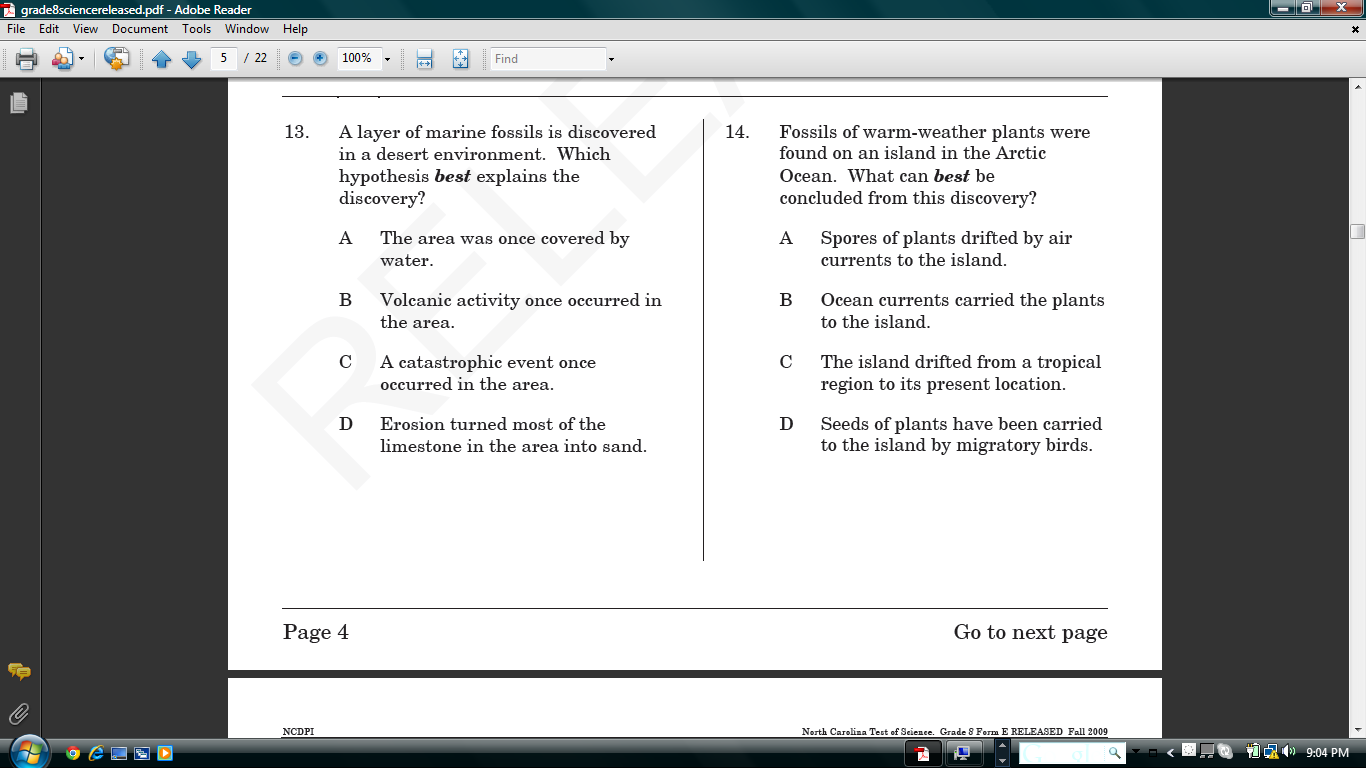 grade8sciencereleased.pdf - Adobe Reader
File Edit View Document Tools Window Help
5 / 22 100% Find
13. A layer of marine fossils is discovered
in a desert environment. Which
hypothesis best explains the
discovery?
A The area was once covered by
water.
B Volcanic activity once occurred in
the area.
C A catastrophic event once
occurred in the area.
D Erosion turned most of the
limestone in the area into sand.
14. Fossils of warm-weather plants were
found on an island in the Arctic
Ocean. What can best be
concluded from this discovery?
A Spores of plants drifted by air
currents to the island.
B Ocean currents carried the plants
to the island.
C The island drifted from a tropical
region to its present location.
D Seeds of plants have been carried
to the island by migratory birds.
RELEA
Page 4 Go to next page
NCDPI North Carolina Test of Science. Grade 8 Form E RELEASED Fall 2009
9:04 PM